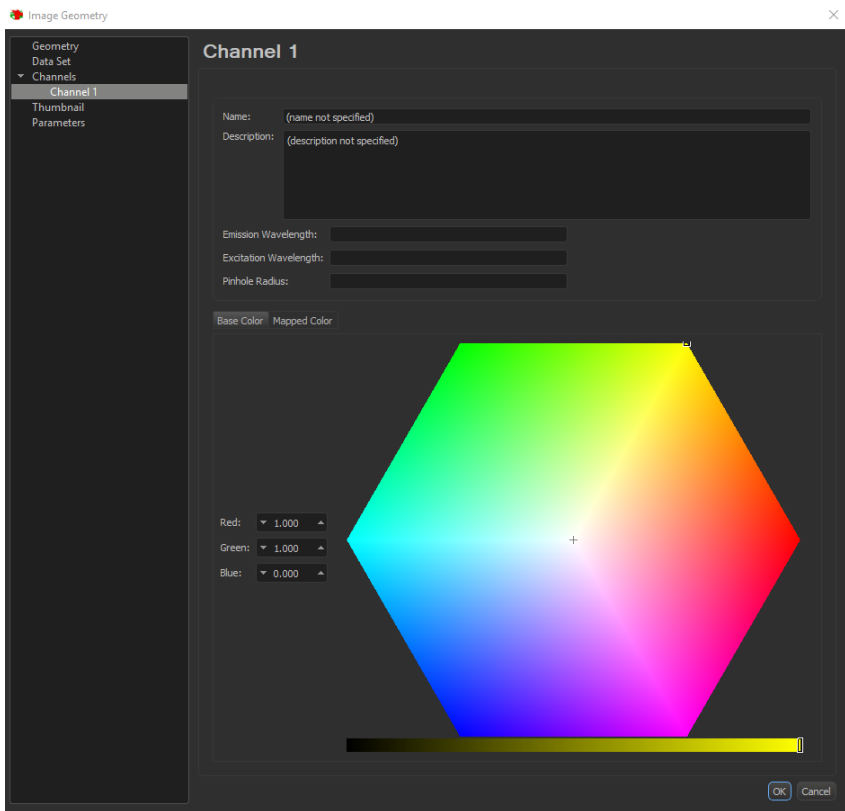 Image Geometry
Geometry
Data Set
Channels
Channel 1
Thumbnail
Parameters
Channel 1
Name: (name not specified)
Description: (description not specified)
Emission Wavelength:
Excitation Wavelength:
Pinhole Radius:
Base Color Mapped Color
Red: 1.000
Green: 1.000
Blue: 0.000
OK Cancel